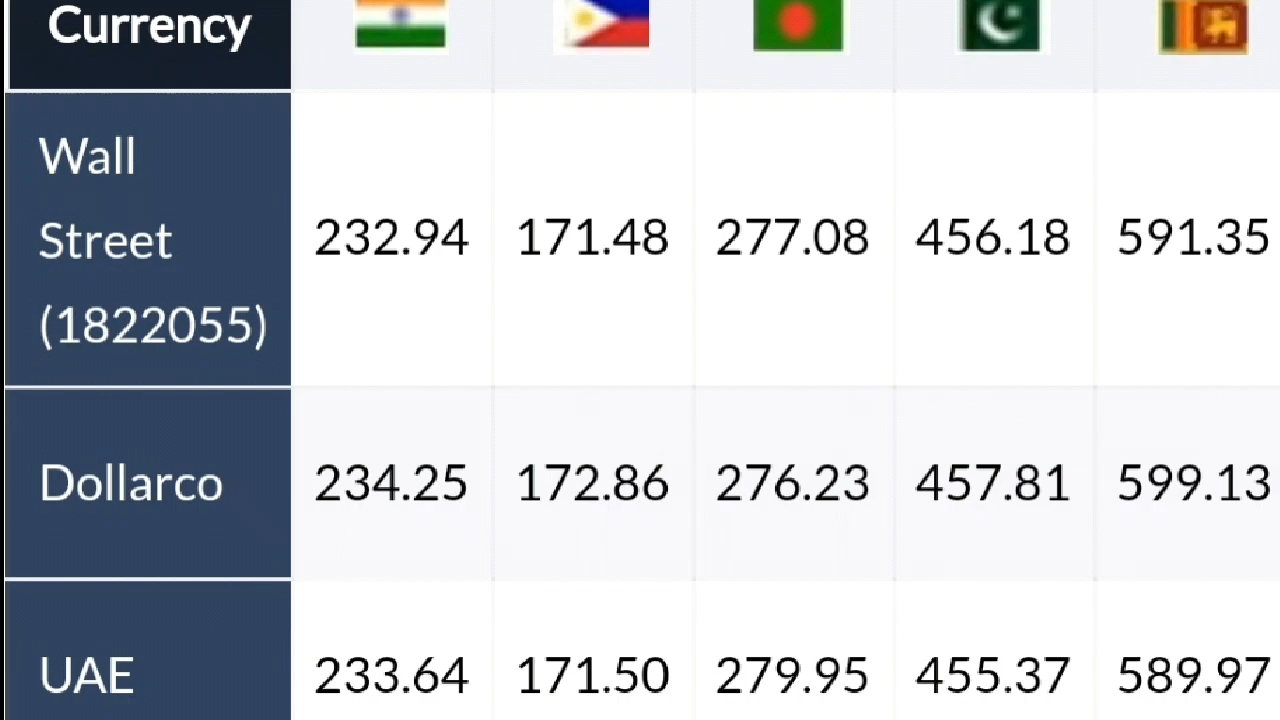 Currency
Wall
Street
(1822055)
232.94 171.48 277.08 456.18 591.35
Dollarco 234.25 172.86 276.23 457.81 599.13
UAE 233.64 171.50 279.95 455.37 589.97